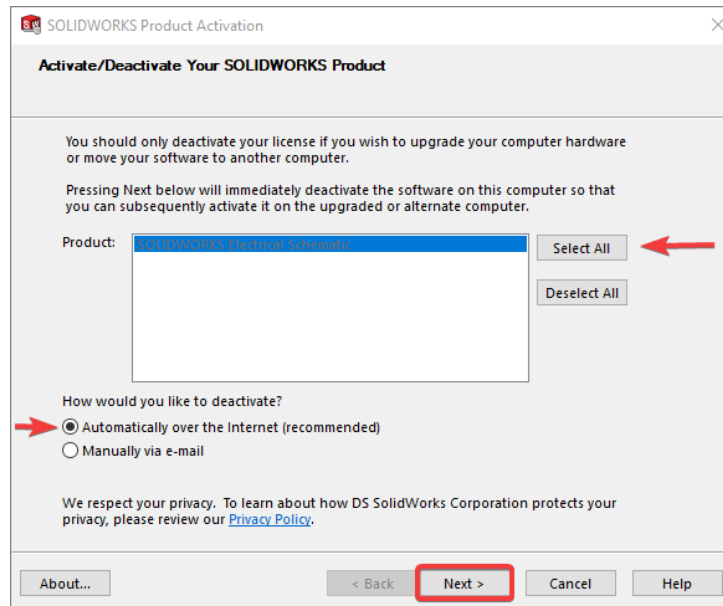 SOLIDWORKS Product Activation
Activate/Deactivate Your SOLIDWORKS Product
You should only deactivate your license if you wish to upgrade your computer hardware
or move your software to another computer.
Pressing Next below will immediately deactivate the software on this computer so that
you can subsequently activate it on the upgraded or alternate computer.
Product:
SOLIDWORKS Electrical Schematic
Select All
Deselect All
How would you like to deactivate?
Automatically over the Internet (recommended)
Manually via e-mail
We respect your privacy. To learn about how DS SolidWorks Corporation protects your
privacy, please review our Privacy Policy.
About...
< Back
Next >
Cancel
Help